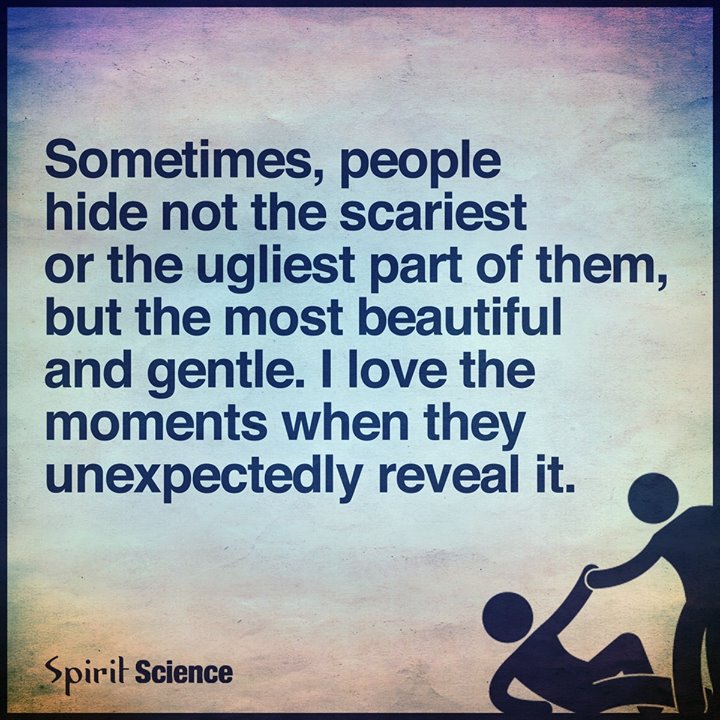 Sometimes, people
hide not the scariest
or the ugliest part of them,
but the most beautiful
and gentle. I love the
moments when they
unexpectedly reveal it.
Spirit Science